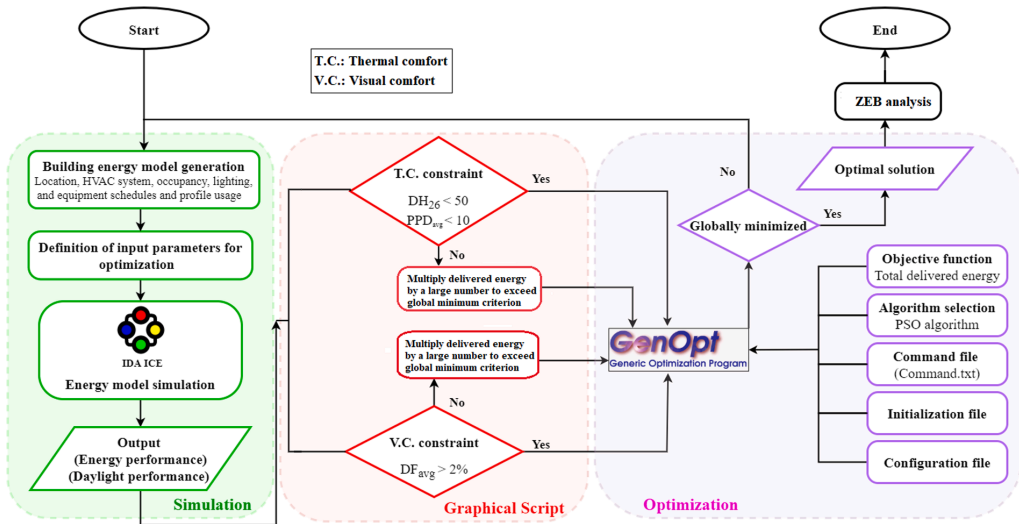 Start
T.C.: Thermal comfort
V.C.: Visual comfort
End
ZEB analysis
Building energy model generation
Location, HVAC system, occupancy, lighting,
and equipment schedules and profile usage
Definition of input parameters for
optimization
IDA ICE
Energy model simulation
Output
(Energy performance)
(Daylight performance)
Simulation
T.C. constraint
DH26 < 50
PPDavg < 10
Yes
No
Multiply delivered energy
by a large number to exceed
global minimum criterion
Multiply delivered energy
by a large number to exceed
global minimum criterion
No
V.C. constraint
DFavg > 2%
Yes
Graphical Script
GenOpt
Generic Optimization Program
No
Globally minimized
Yes
Optimal solution
Objective function
Total delivered energy
Algorithm selection
PSO algorithm
Command file
(Command.txt)
Initialization file
Configuration file
Optimization